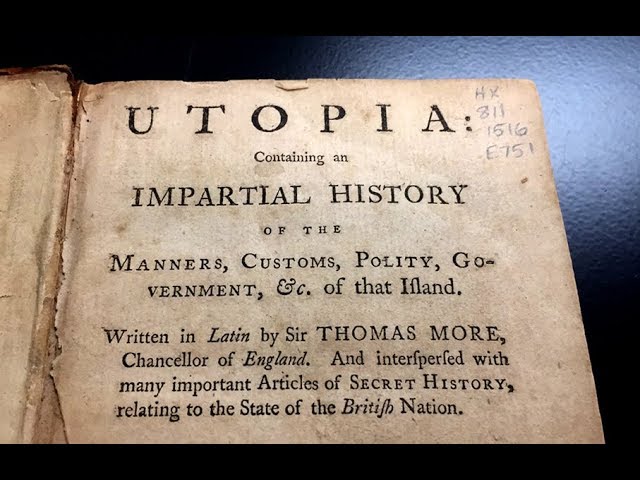 UTOPIA:
Containing an
IMPARTIAL HISTORY
OF THE
MANNERS, CUSTOMS, POLITY, GO-
VERNMENT, &c. of that Iſland.
Written in Latin by Sir THOMAS MORE,
Chancellor of England. And interſperſed with
many important Articles of SECRET HISTORY,
relating to the State of the Britiſh Nation.
HX
811
1516
E751